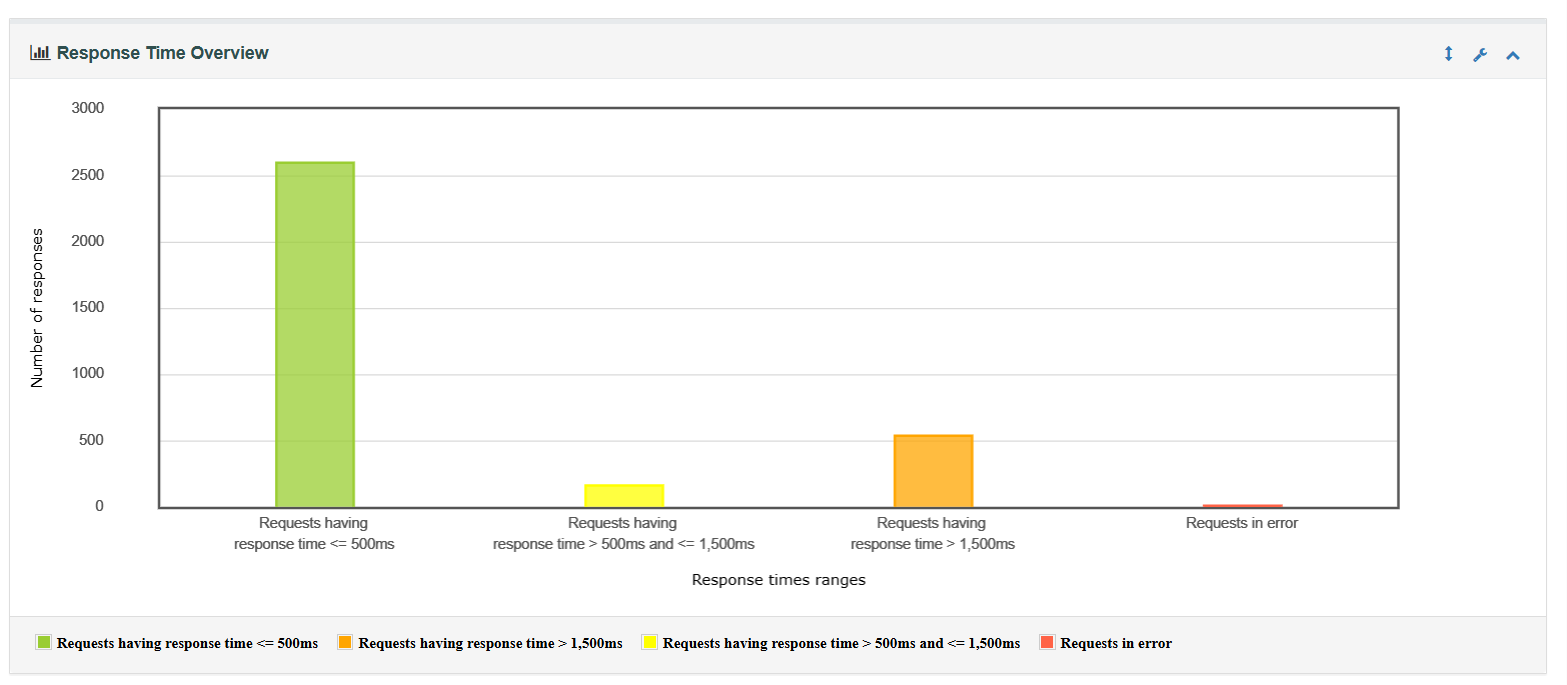 Response Time Overview
3000
2500
2000
1500
1000
500
0
Number of responses
Requests having
response time <= 500ms
Requests having
response time > 500ms and <= 1,500ms
Requests having
response time > 1,500ms
Requests in error
Response times ranges
Requests having response time <= 500ms
Requests having response time > 1,500ms
Requests having response time > 500ms and <= 1,500ms
Requests in error